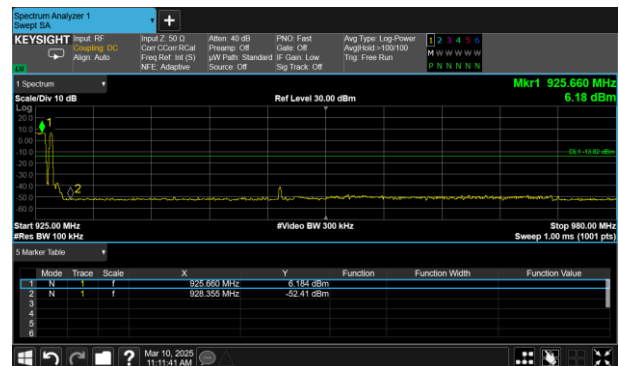 Spectrum Analyzer 1
Swept SA
KEYSIGHT
Input: RF
Coupling: DC
Align: Auto
Input Z: 50 Ω
Corr CCorr RCal
Freq Ref: Int (S)
NFE: Adaptive
Atten: 40 dB
Preamp: Off
µW Path: Standard
Source: Off
PNO: Fast
Gate: Off
IF Gain: Low
Sig Track: Off
Avg Type: Log-Power
Avg|Hold:>100/100
Trig: Free Run
1 2 3 4 5 6
M W W W W W
P N N N N N
1 Spectrum
Mkr1 925.660 MHz
6.18 dBm
Scale/Div 10 dB
Ref Level 30.00 dBm
Log
20.0
10.0
0.00
-10.0
-20.0
-30.0
-40.0
-50.0
-60.0
1
2
DL1 -13.82 dBm
Start 925.00 MHz
#Video BW 300 kHz
Stop 980.00 MHz
#Res BW 100 kHz
Sweep 1.00 ms (1001 pts)
5 Marker Table
Mode Trace Scale X Y Function Function Width Function Value
1 N 1 f 925.660 MHz 6.184 dBm
2 N 1 f 928.355 MHz -52.41 dBm
3
4
5
6
?
Mar 10, 2025
11:11:41 AM